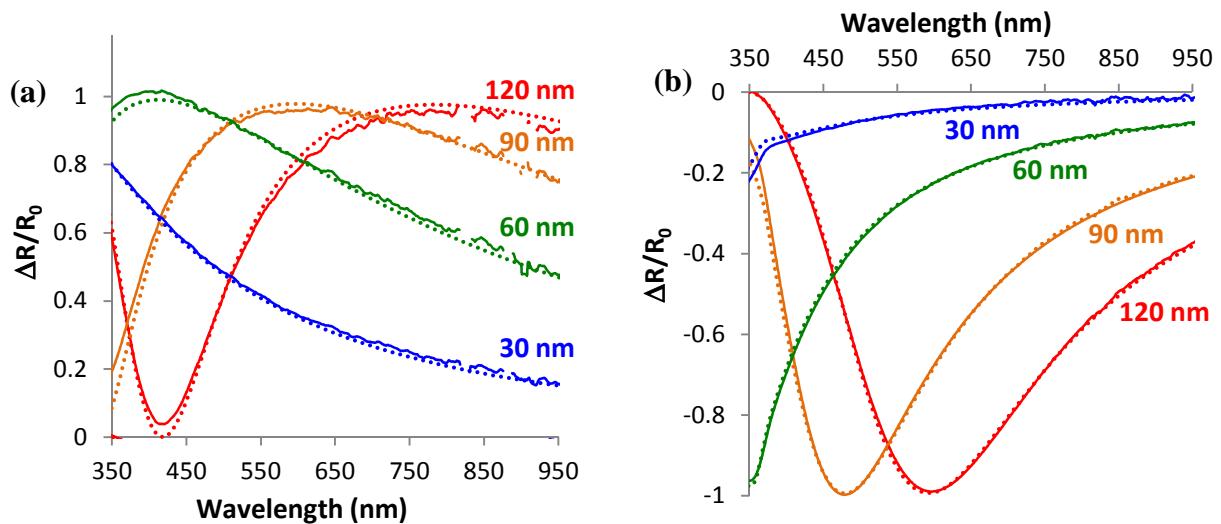 (a)
ΔR/R0
1
0.8
0.6
0.4
0.2
0
350 450 550 650 750 850 950
Wavelength (nm)
120 nm
90 nm
60 nm
30 nm
(b)
Wavelength (nm)
350 450 550 650 750 850 950
ΔR/R0
0
-0.2
-0.4
-0.6
-0.8
-1
30 nm
60 nm
90 nm
120 nm